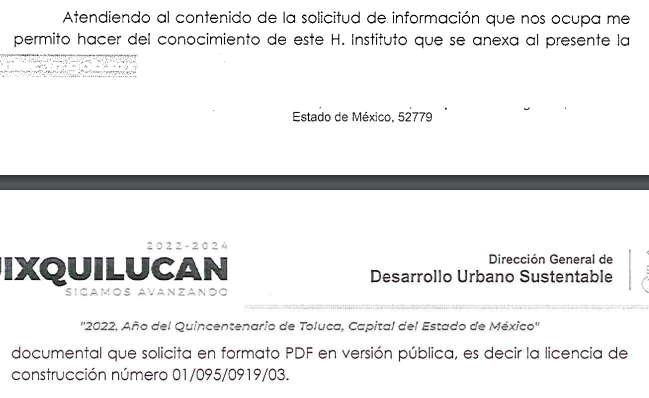 Atendiendo al contenido de la solicitud de información que nos ocupa me
permito hacer del conocimiento de este H. Instituto que se anexa al presente la
Estado de México, 52779
2022-2024
IXQUILUCAN
SIGAMOS AVANZANDO
Dirección General de
Desarrollo Urbano Sustentable
"2022, Año del Quincentenario de Toluca, Capital del Estado de México"
documental que solicita en formato PDF en versión pública, es decir la licencia de
construcción número 01/095/0919/03.